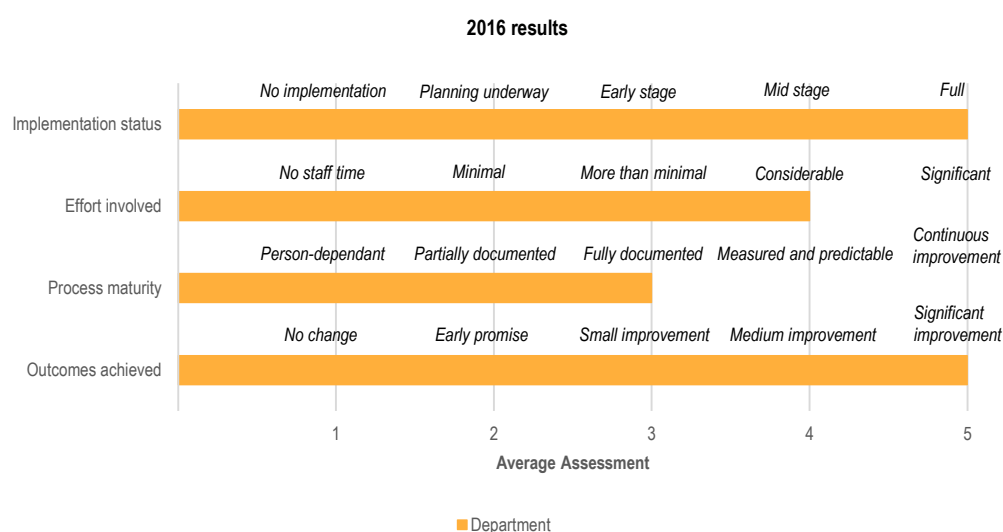 2016 results
No implementation Planning underway Early stage Mid stage Full
Implementation status
No staff time Minimal More than minimal Considerable Significant
Effort involved
Person-dependant Partially documented Fully documented Measured and predictable Continuous
improvement
Process maturity
No change Early promise Small improvement Medium improvement Significant
improvement
Outcomes achieved
1 2 3 4 5
Average Assessment
Department